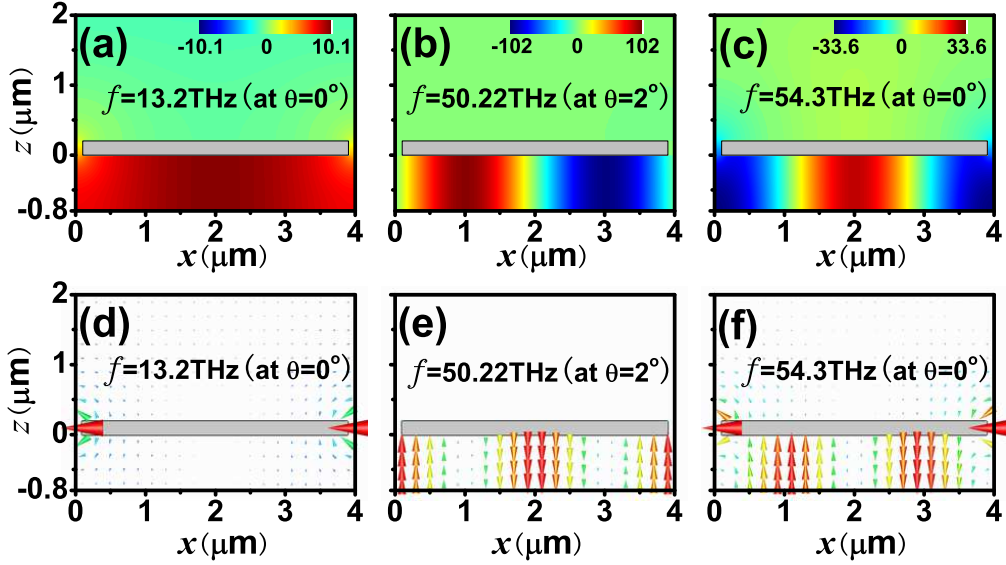 (a) -10.1 0 10.1
f=13.2THz (at θ=0°)
(b) -102 0 102
f=50.22THz (at θ=2°)
(c) -33.6 0 33.6
f=54.3THz (at θ=0°)
z(μm)
2
1
0
-0.8
0 1 2 3 4
x(μm)
0 1 2 3 4
x(μm)
0 1 2 3 4
x(μm)
(d)
f=13.2THz (at θ=0°)
(e)
f=50.22THz (at θ=2°)
(f)
f=54.3THz (at θ=0°)
z(μm)
2
1
0
-0.8
0 1 2 3 4
x(μm)
0 1 2 3 4
x(μm)
0 1 2 3 4
x(μm)